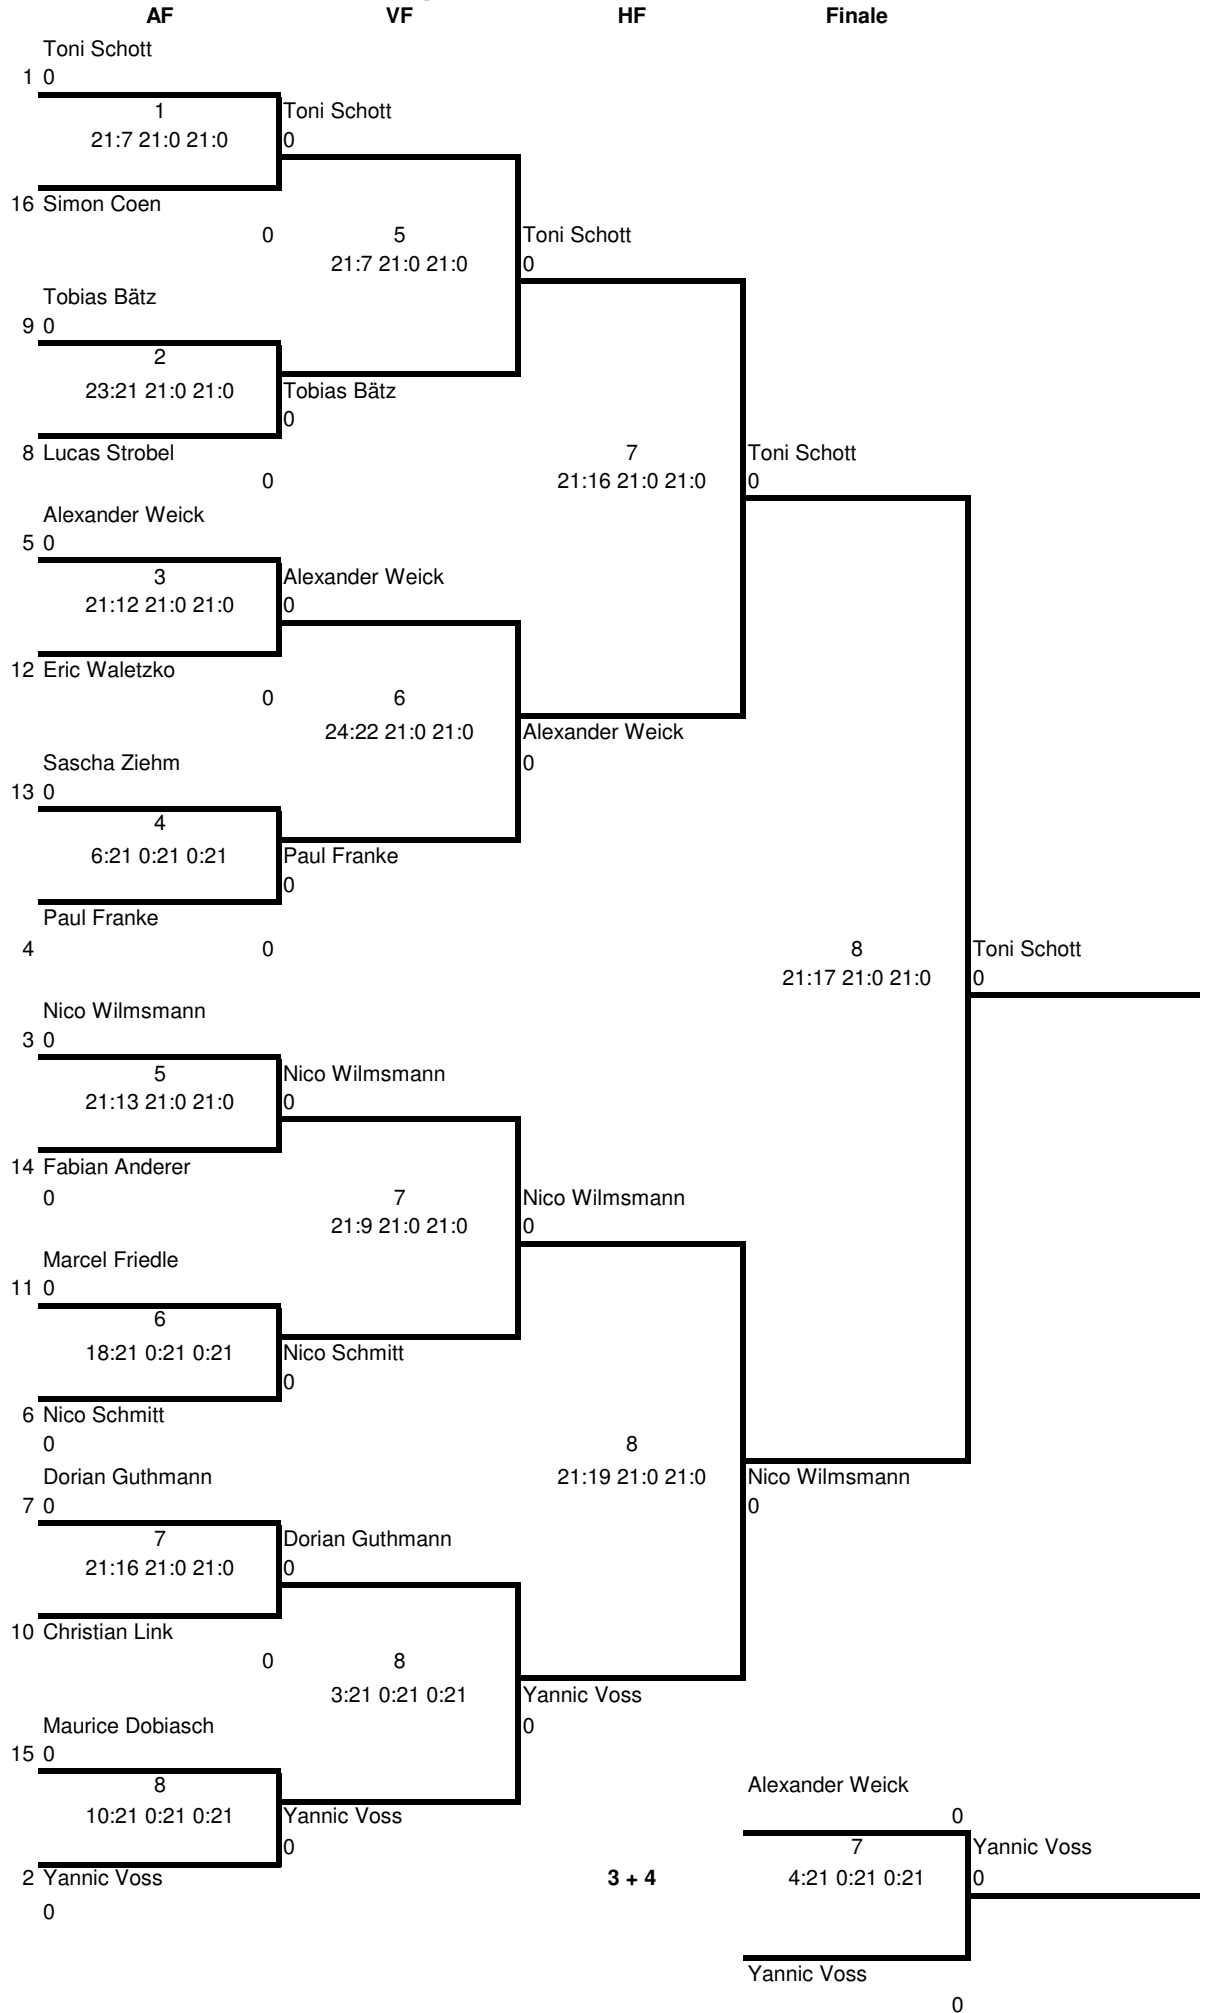 AF VF HF Finale
Toni Schott
1 0
1 Toni Schott
21:7 21:0 21:0 0
16 Simon Coen
0 5 Toni Schott
21:7 21:0 21:0 0
Tobias Bätz
9 0
2
23:21 21:0 21:0 Tobias Bätz
0
8 Lucas Strobel 7 Toni Schott
0 21:16 21:0 21:0 0
Alexander Weick
5 0
3 Alexander Weick
21:12 21:0 21:0 0
12 Eric Waletzko
0 6
24:22 21:0 21:0 Alexander Weick
Sascha Ziehm 0
13 0
4
6:21 0:21 0:21 Paul Franke
0
Paul Franke
4 0 8 Toni Schott
21:17 21:0 21:0 0
Nico Wilmsmann
3 0
5 Nico Wilmsmann
21:13 21:0 21:0 0
14 Fabian Anderer
0 7 Nico Wilmsmann
21:9 21:0 21:0 0
Marcel Friedle
11 0
6
18:21 0:21 0:21 Nico Schmitt
0
6 Nico Schmitt
0 8
Dorian Guthmann 21:19 21:0 21:0 Nico Wilmsmann
7 0 0
7 Dorian Guthmann
21:16 21:0 21:0 0
10 Christian Link
0 8
3:21 0:21 0:21 Yannic Voss
Maurice Dobiasch 0
15 0
8 Alexander Weick
10:21 0:21 0:21 Yannic Voss 0
0 7 Yannic Voss
2 Yannic Voss 3 + 4 4:21 0:21 0:21 0
0
Yannic Voss
0